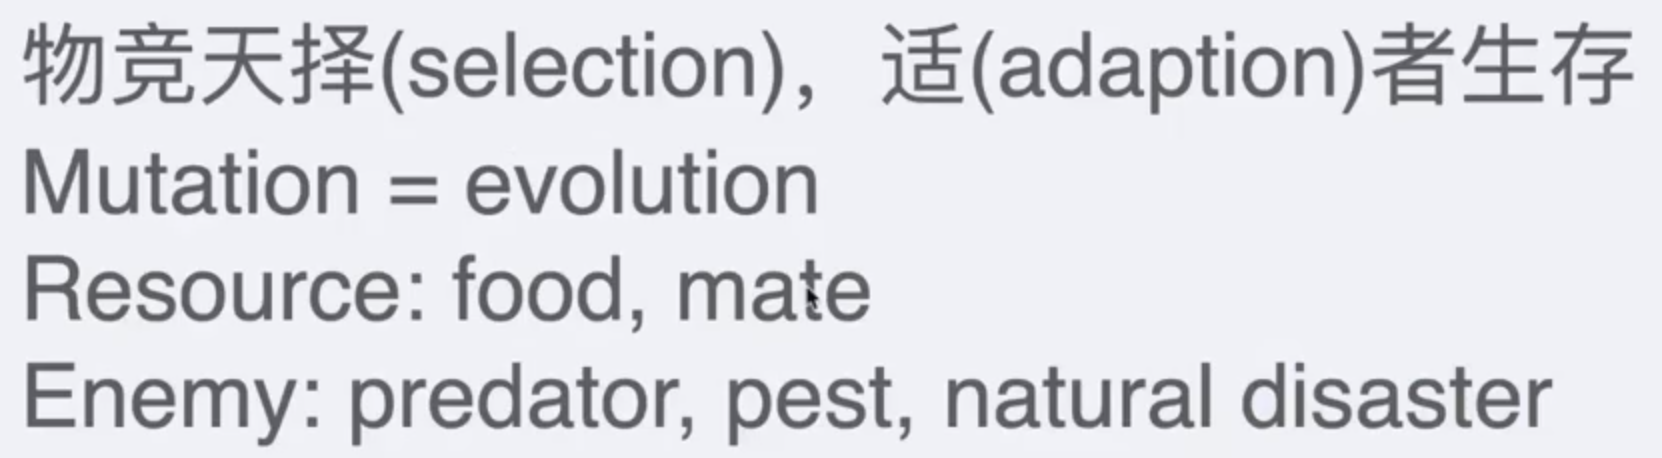 物竞天择(selection)，适(adaption)者生存
Mutation = evolution
Resource: food, mate
Enemy: predator, pest, natural disaster